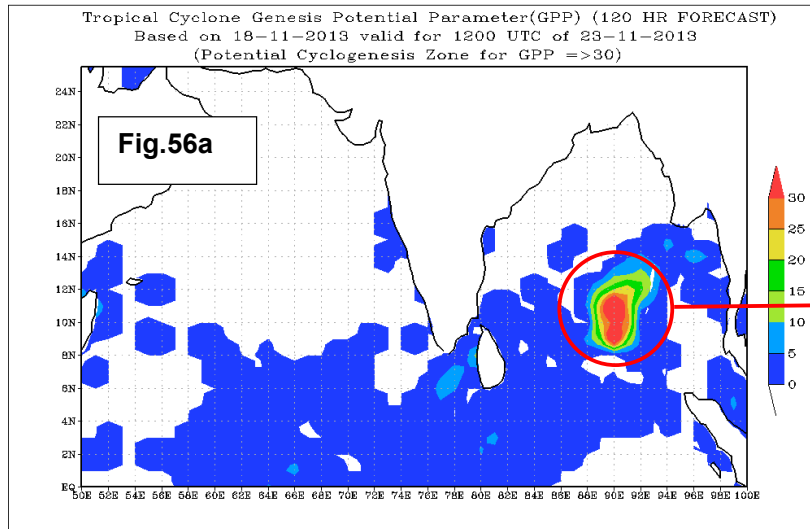 Tropical Cyclone Genesis Potential Parameter(GPP) (120 HR FORECAST)
Based on 18-11-2013 valid for 1200 UTC of 23-11-2013
(Potential Cyclogenesis Zone for GPP =>30)
Fig.56a
24N
22N
20N
18N
16N
14N
12N
10N
8N
6N
4N
2N
EQ
50E 52E 54E 56E 58E 60E 62E 64E 66E 68E 70E 72E 74E 76E 78E 80E 82E 84E 86E 88E 90E 92E 94E 96E 98E 100E
30
25
20
15
10
5
0